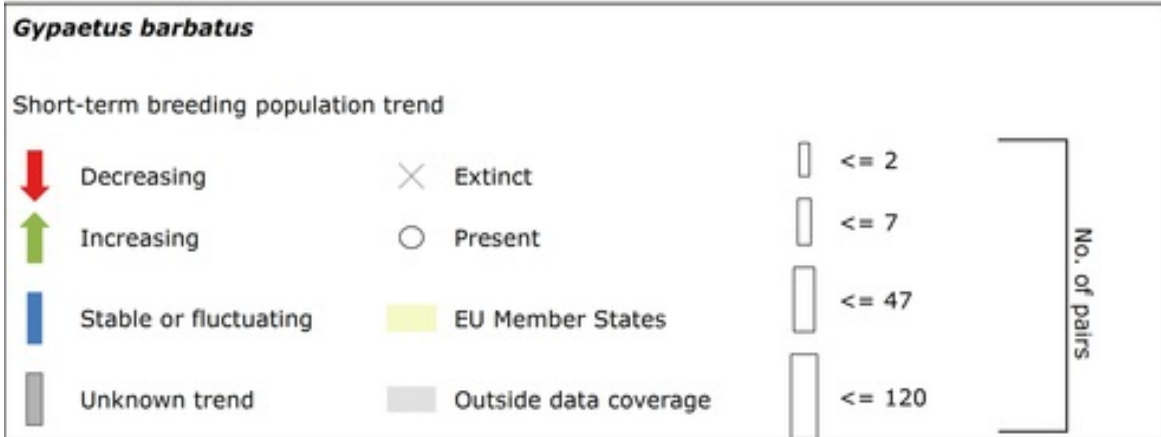 Gypaetus barbatus
Short-term breeding population trend
Decreasing
Increasing
Stable or fluctuating
Unknown trend
Extinct
Present
EU Member States
Outside data coverage
<= 2
<= 7
<= 47
<= 120
No. of pairs